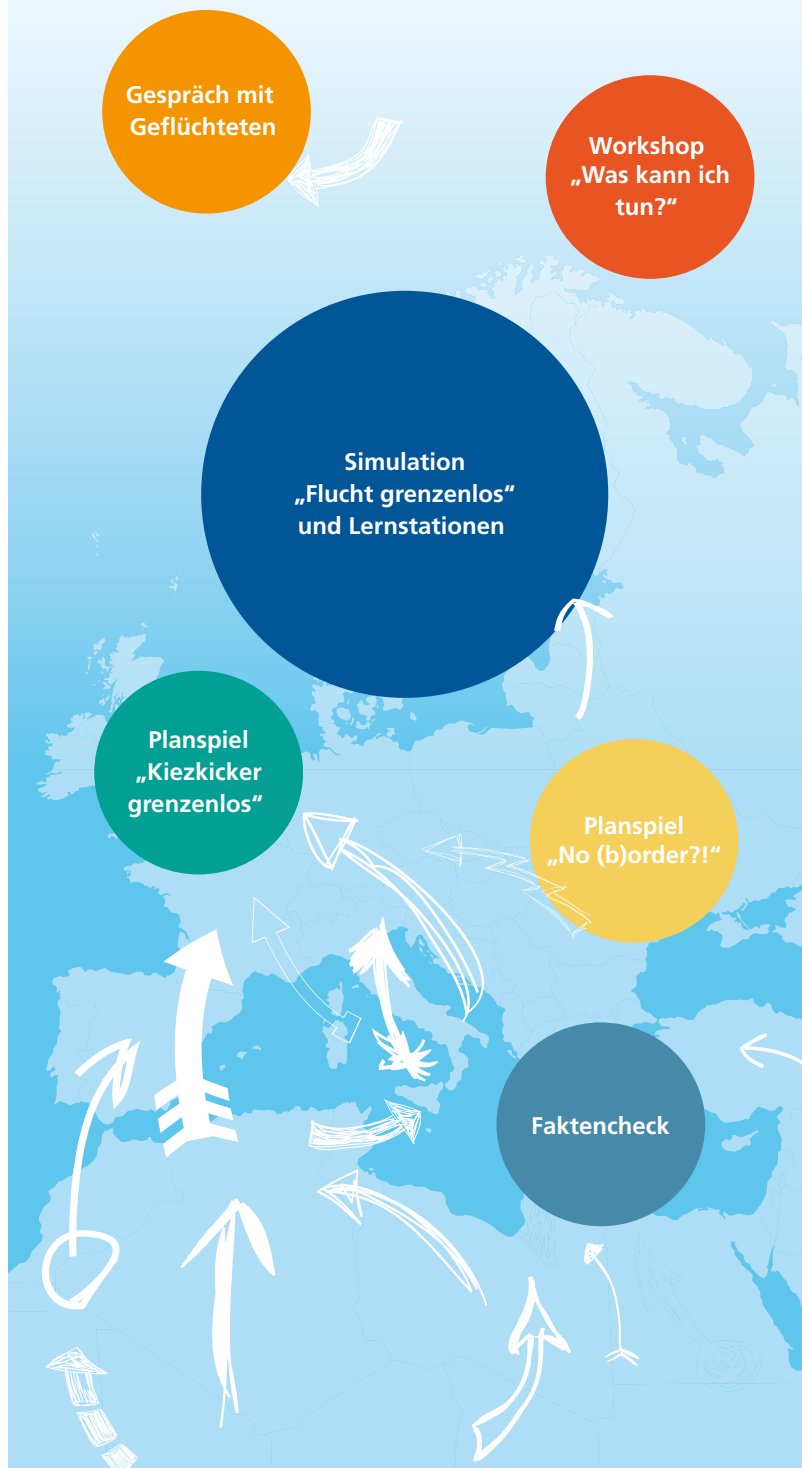 Gespräch mit
Geflüchteten
Workshop
„Was kann ich
tun?“
Simulation
„Flucht grenzenlos“
und Lernstationen
Planspiel
„Kiezkicker
grenzenlos“
Planspiel
„No (b)order?!“
Faktencheck